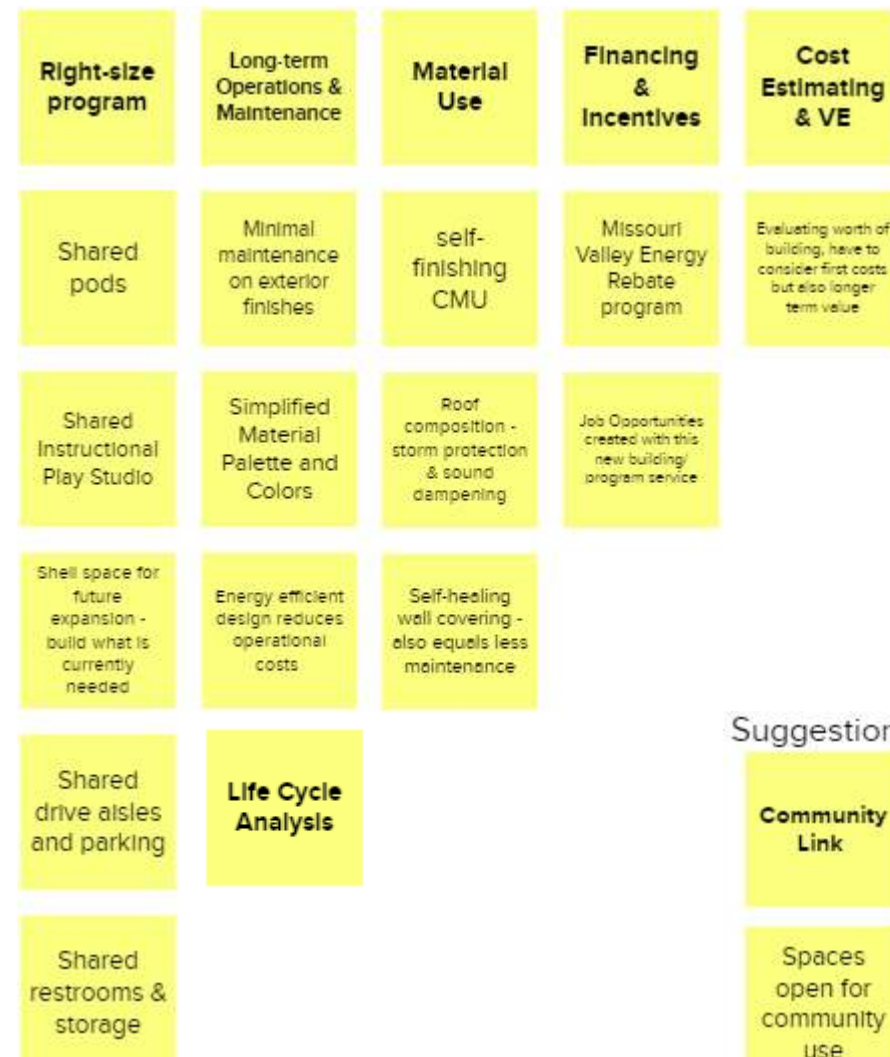 Right-size
program
Long-term
Operations &
Maintenance
Material
Use
Financing
&
Incentives
Cost
Estimating
& VE
Shared
pods
Minimal
maintenance
on exterior
finishes
self-
finishing
CMU
Missouri
Valley Energy
Rebate
program
Evaluating worth of
building, have to
consider first costs
but also longer
term value
Shared
Instructional
Play Studio
Simplified
Material
Palette and
Colors
Roof
composition -
storm protection
& sound
dampening
Job Opportunities
created with this
new building/
program service
Shell space for
future
expansion -
build what is
currently
needed
Energy efficient
design reduces
operational
costs
Self-healing
wall covering -
also equals less
maintenance
Shared
drive aisles
and parking
Life Cycle
Analysis
Suggestion
Community
Link
Shared
restrooms &
storage
Spaces
open for
community
use